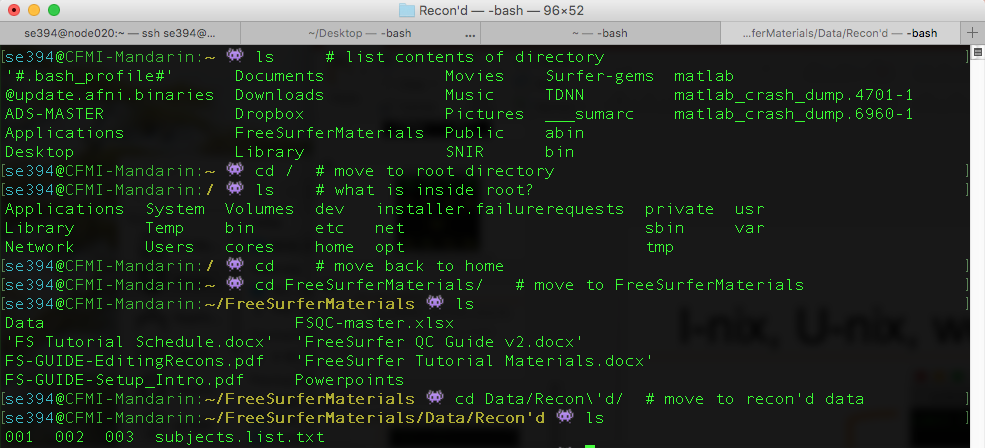 Recon'd — -bash — 96×52
se394@node020:~ — ssh se394@... ~/Desktop — -bash ... ~ — -bash ...ferMaterials/Data/Recon'd — -bash +
[se394@CFMI-Mandarin:~ 👾 ls # list contents of directory ]
'#.bash_profile#' Documents Movies Surfer-gems matlab
@update.afni.binaries Downloads Music TDNN matlab_crash_dump.4701-1
ADS-MASTER Dropbox Pictures ___sumarc matlab_crash_dump.6960-1
Applications FreeSurferMaterials Public abin
Desktop Library SNIR bin
[se394@CFMI-Mandarin:~ 👾 cd / # move to root directory ]
[se394@CFMI-Mandarin:/ 👾 ls # what is inside root? ]
Applications System Volumes dev installer.failurerequests private usr
Library Temp bin etc net sbin var
Network Users cores home opt tmp
[se394@CFMI-Mandarin:/ 👾 cd # move back to home ]
[se394@CFMI-Mandarin:~ 👾 cd FreeSurferMaterials/ # move to FreeSurferMaterials ]
[se394@CFMI-Mandarin:~/FreeSurferMaterials 👾 ls ]
Data FSQC-master.xlsx
'FS Tutorial Schedule.docx' 'FreeSurfer QC Guide v2.docx'
FS-GUIDE-EditingRecons.pdf 'FreeSurfer Tutorial Materials.docx'
FS-GUIDE-Setup_Intro.pdf Powerpoints
[se394@CFMI-Mandarin:~/FreeSurferMaterials 👾 cd Data/Recon\'d/ # move to recon'd data ]
[se394@CFMI-Mandarin:~/FreeSurferMaterials/Data/Recon'd 👾 ls ]
001 002 003 subjects.list.txt
I-nix, U-nix, w